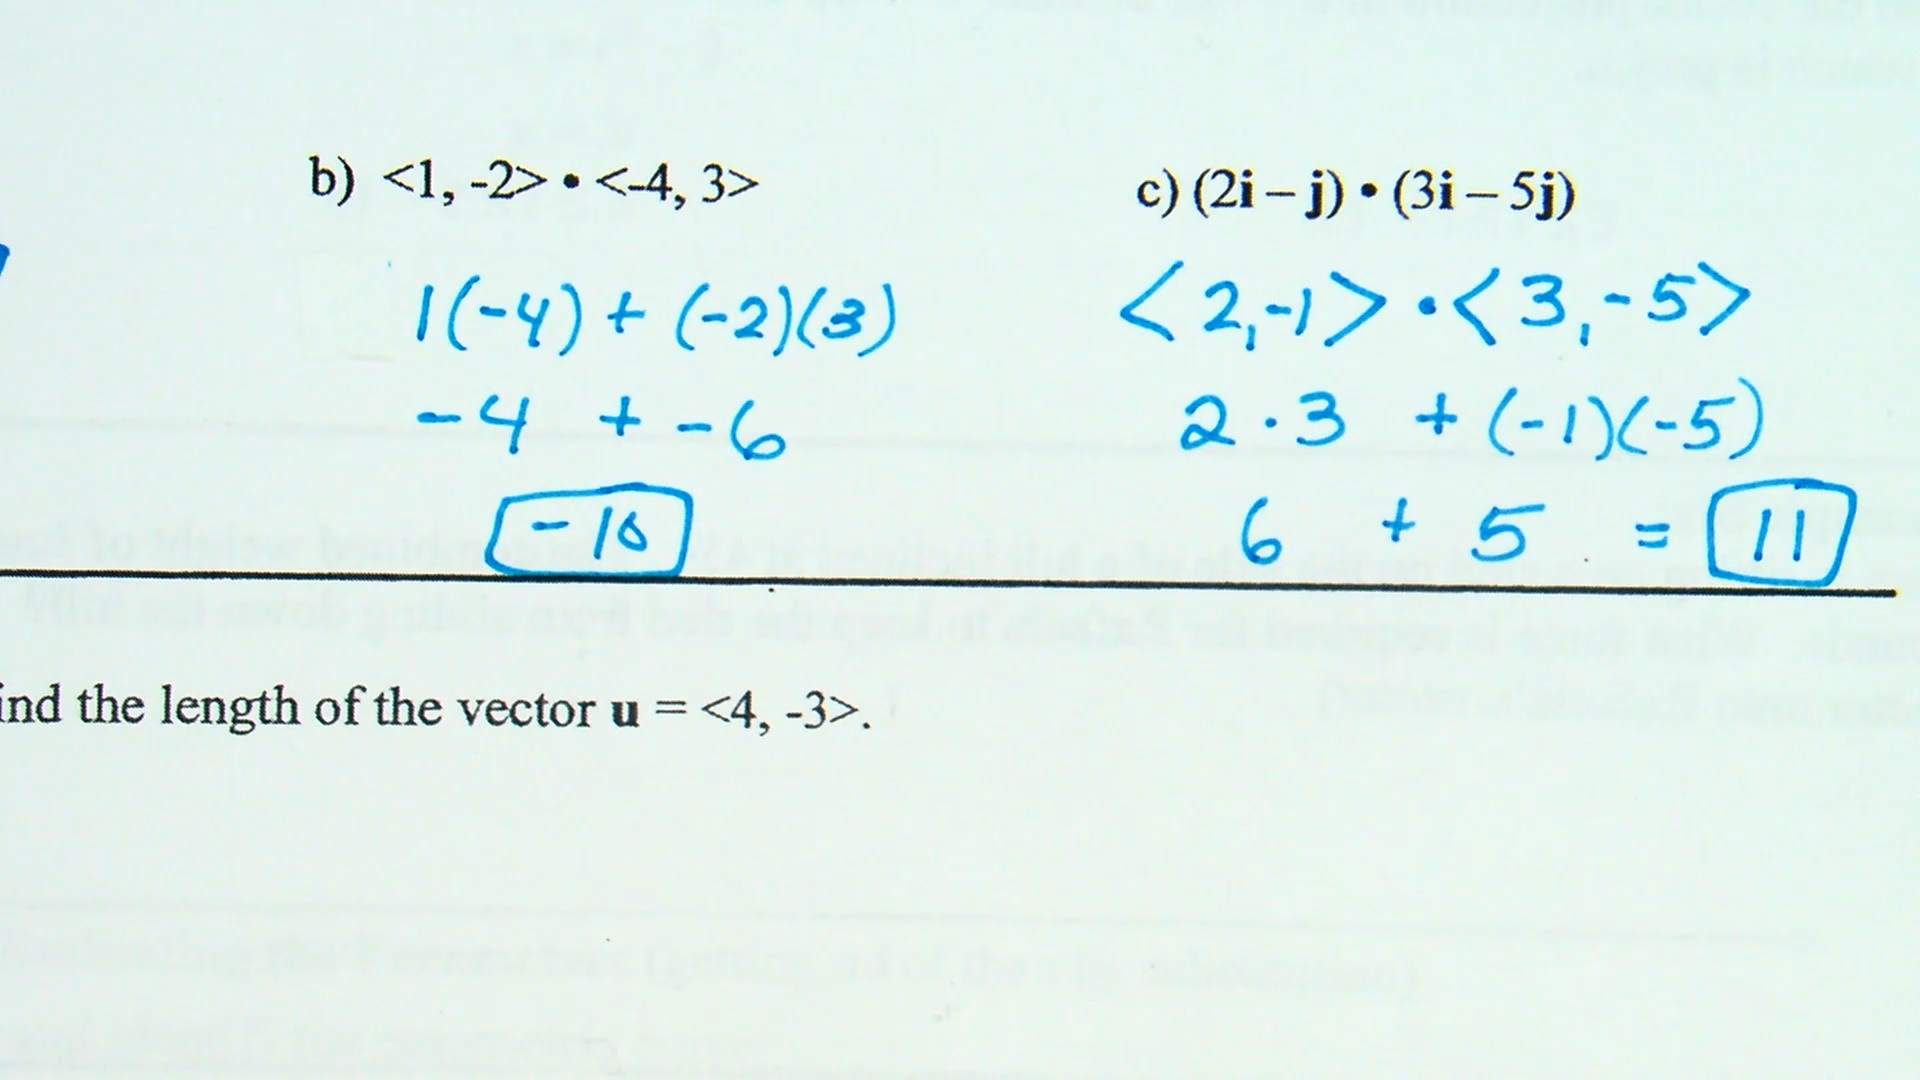 b) <1, -2> • <-4, 3>
1(-4) + (-2)(3)
-4 + -6
-10
c) (2i – j) • (3i – 5j)
<2,-1> · <3,-5>
2 · 3 + (-1)(-5)
6 + 5 = 11
ind the length of the vector u = <4, -3>.